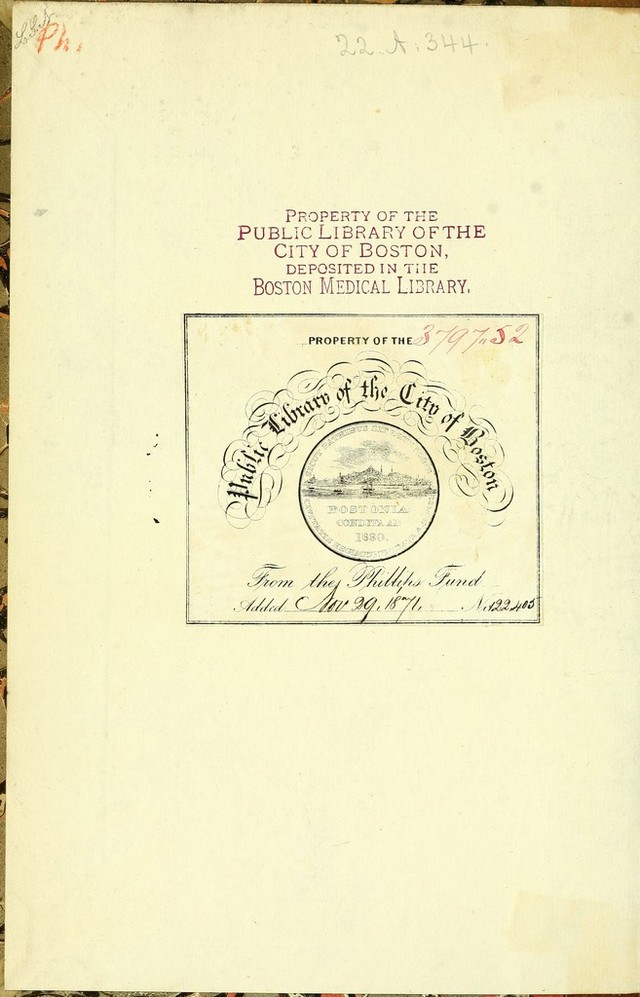 Ph.
22.A.344.
PROPERTY OF THE
PUBLIC LIBRARY OF THE
CITY OF BOSTON,
DEPOSITED IN THE
BOSTON MEDICAL LIBRARY.
PROPERTY OF THE 3797.52
Public Library of the City of Boston
BOSTONIA
CONDITA AD
1630.
From the Phillips Fund
Added Nov 29, 1871. No. 122,405